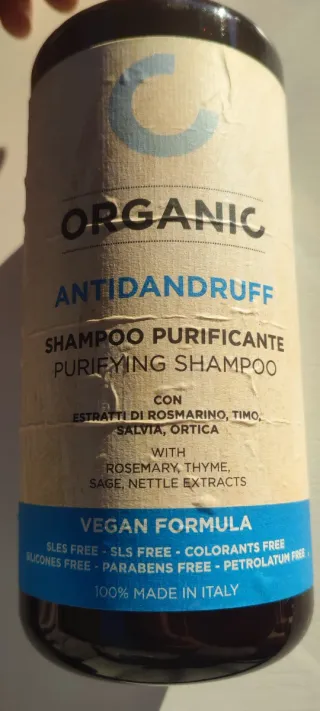 ORGANIC
ANTIDANDRUFF
SHAMPOO PURIFICANTE
PURIFYING SHAMPOO
CON
ESTRATTI DI ROSMARINO, TIMO,
SALVIA, ORTICA
WITH
ROSEMARY, THYME,
SAGE, NETTLE EXTRACTS
VEGAN FORMULA
SLES FREE - SLS FREE - COLORANTS FREE
SILICONES FREE - PARABENS FREE - PETROLATUM FREE
100% MADE IN ITALY